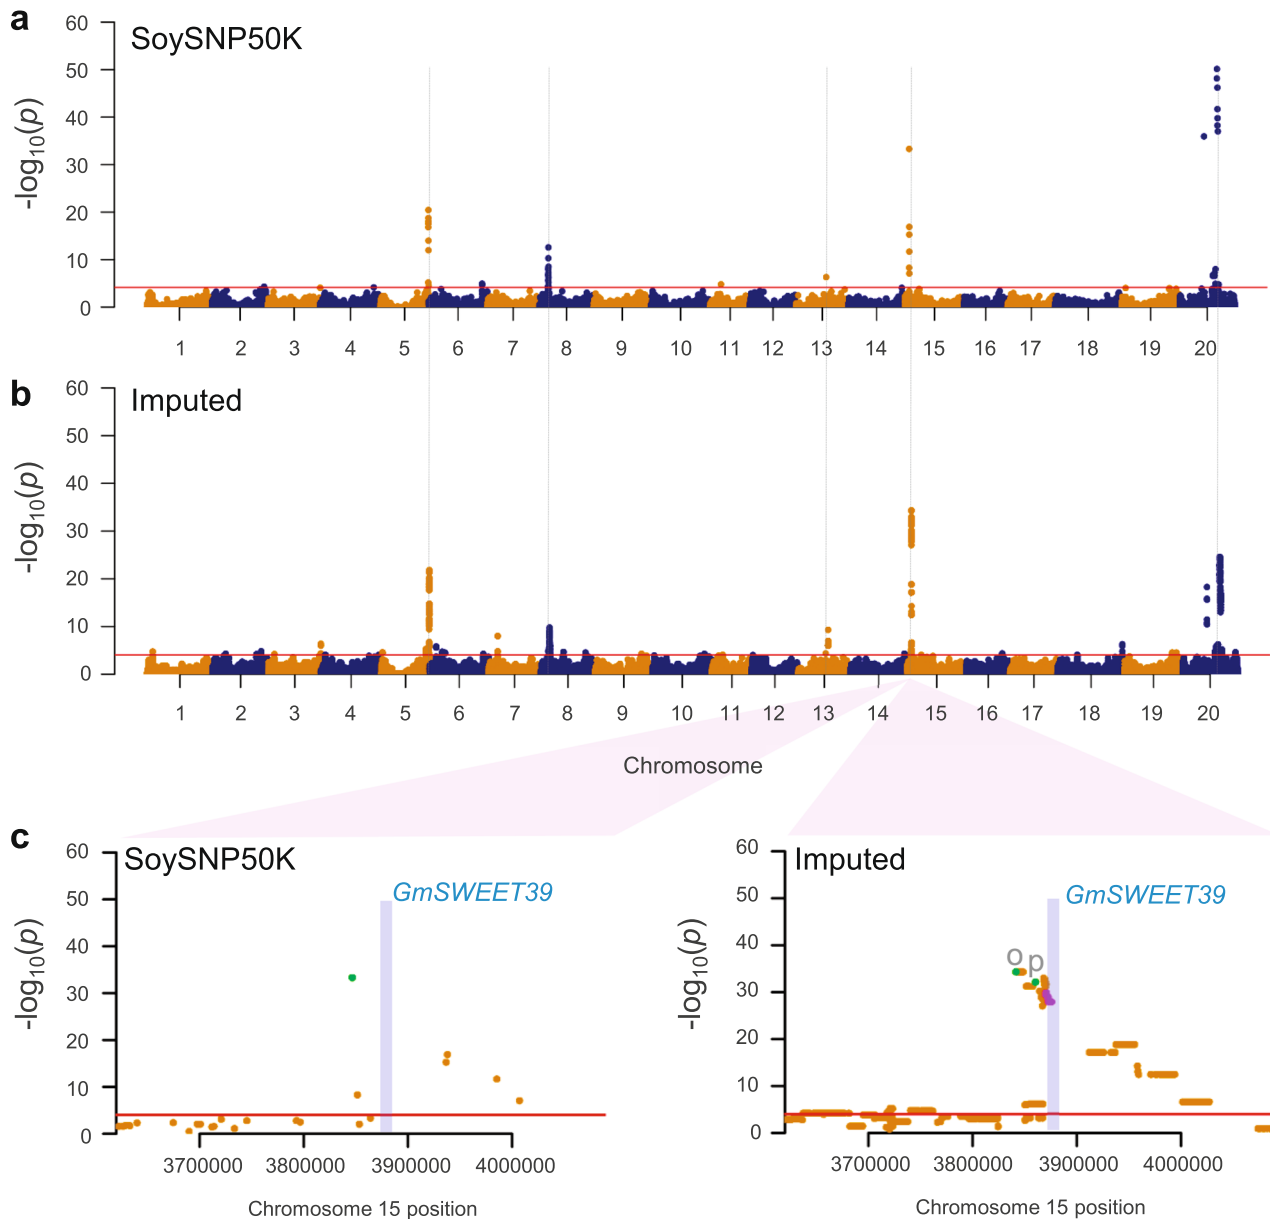 a
SoySNP50K
60
50
40
30
20
10
0
-log10(p)
1 2 3 4 5 6 7 8 9 10 11 12 13 14 15 16 17 18 19 20
b
Imputed
60
50
40
30
20
10
0
-log10(p)
1 2 3 4 5 6 7 8 9 10 11 12 13 14 15 16 17 18 19 20
Chromosome
c
SoySNP50K
GmSWEET39
60
50
40
30
20
10
0
-log10(p)
3700000 3800000 3900000 4000000
Chromosome 15 position
Imputed
GmSWEET39
o p
60
50
40
30
20
10
0
-log10(p)
3700000 3800000 3900000 4000000
Chromosome 15 position